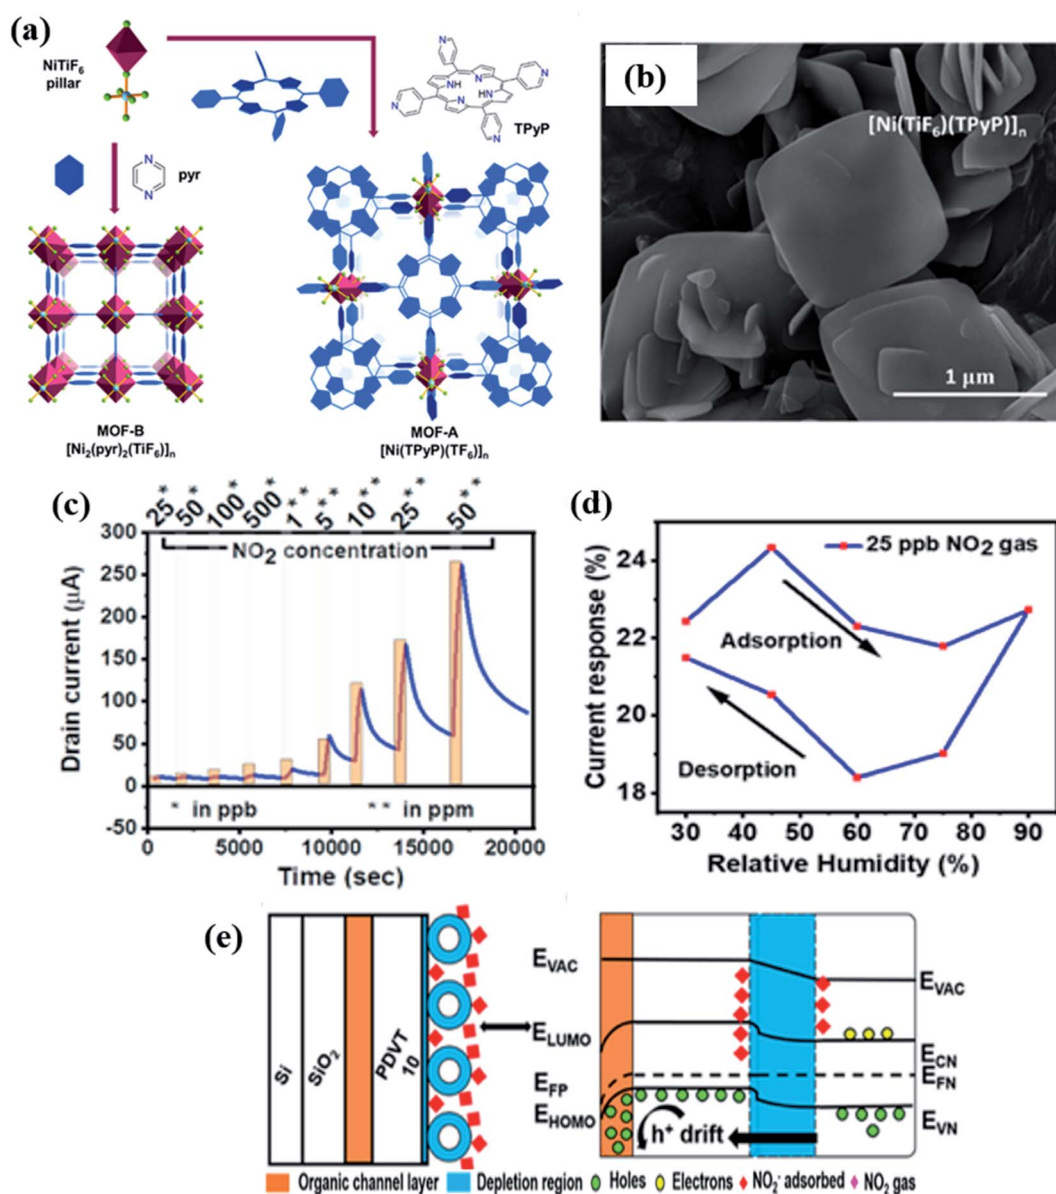 (a)
NiTiF6
pillar
NH
N
N
HN
N
N
N
N
TPyP
N
N
pyr
MOF-B
[Ni2(pyr)2(TiF6)]n
MOF-A
[Ni(TPyP)(TF6)]n
(b)
[Ni(TiF6)(TPyP)]n
1 µm
(c)
25* 50* 100* 500* 1** 5** 10** 25** 50**
NO2 concentration
300
250
200
150
100
50
0
-50
Drain current (µA)
* in ppb
** in ppm
0 5000 10000 15000 20000
Time (sec)
(d)
25 ppb NO2 gas
24
22
20
18
Current response (%)
Adsorption
Desorption
30 40 50 60 70 80 90
Relative Humidity (%)
(e)
Si
SiO2
PDVT
10
EVAC
ELUMO
EFP
EHOMO
h+ drift
EVAC
ECN
EFN
EVN
Organic channel layer
Depletion region
Holes
Electrons
NO2- adsorbed
NO2 gas